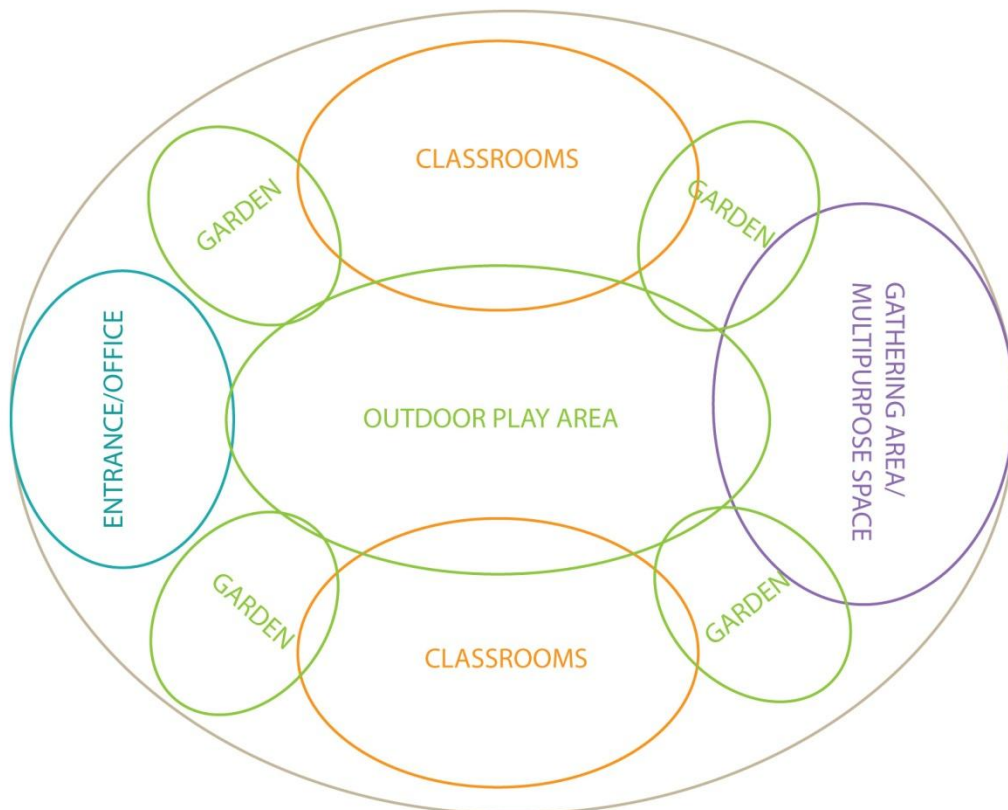 CLASSROOMS
GARDEN
GARDEN
ENTRANCE/OFFICE
OUTDOOR PLAY AREA
GATHERING AREA/
MULTIPURPOSE SPACE
GARDEN
GARDEN
CLASSROOMS